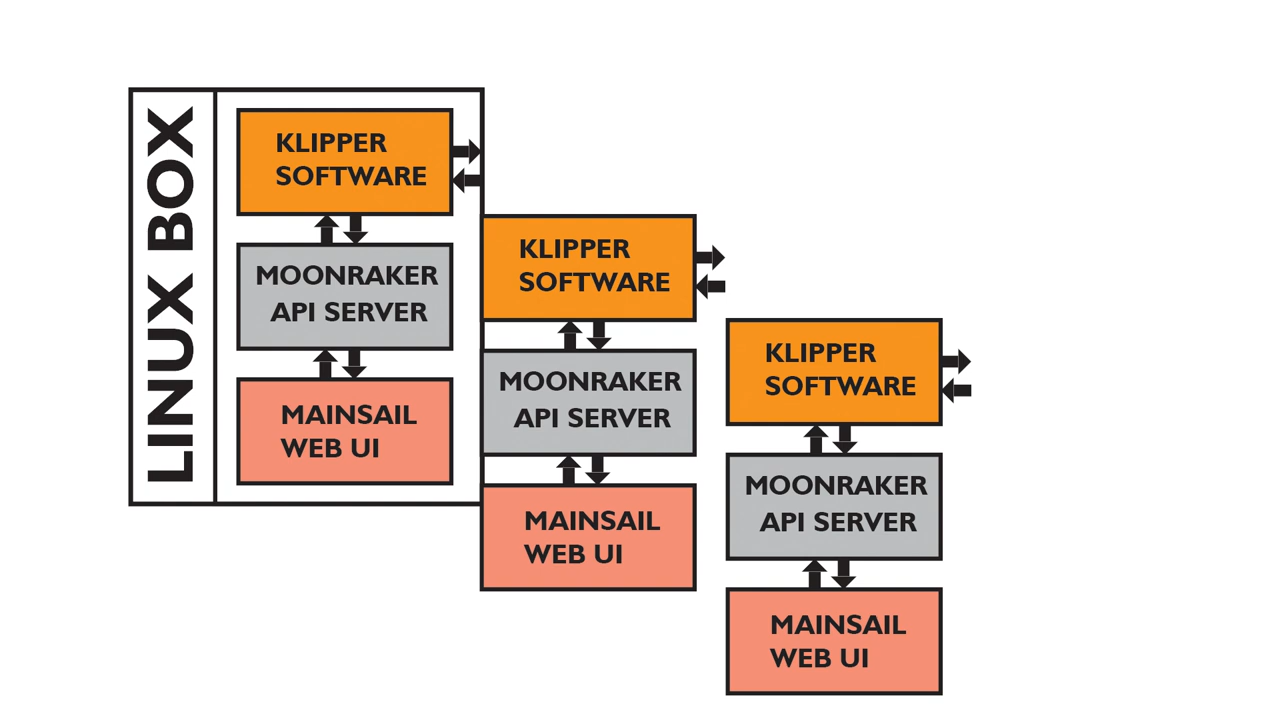 LINUX BOX
KLIPPER
SOFTWARE
MOONRAKER
API SERVER
MAINSAIL
WEB UI
KLIPPER
SOFTWARE
MOONRAKER
API SERVER
MAINSAIL
WEB UI
KLIPPER
SOFTWARE
MOONRAKER
API SERVER
MAINSAIL
WEB UI